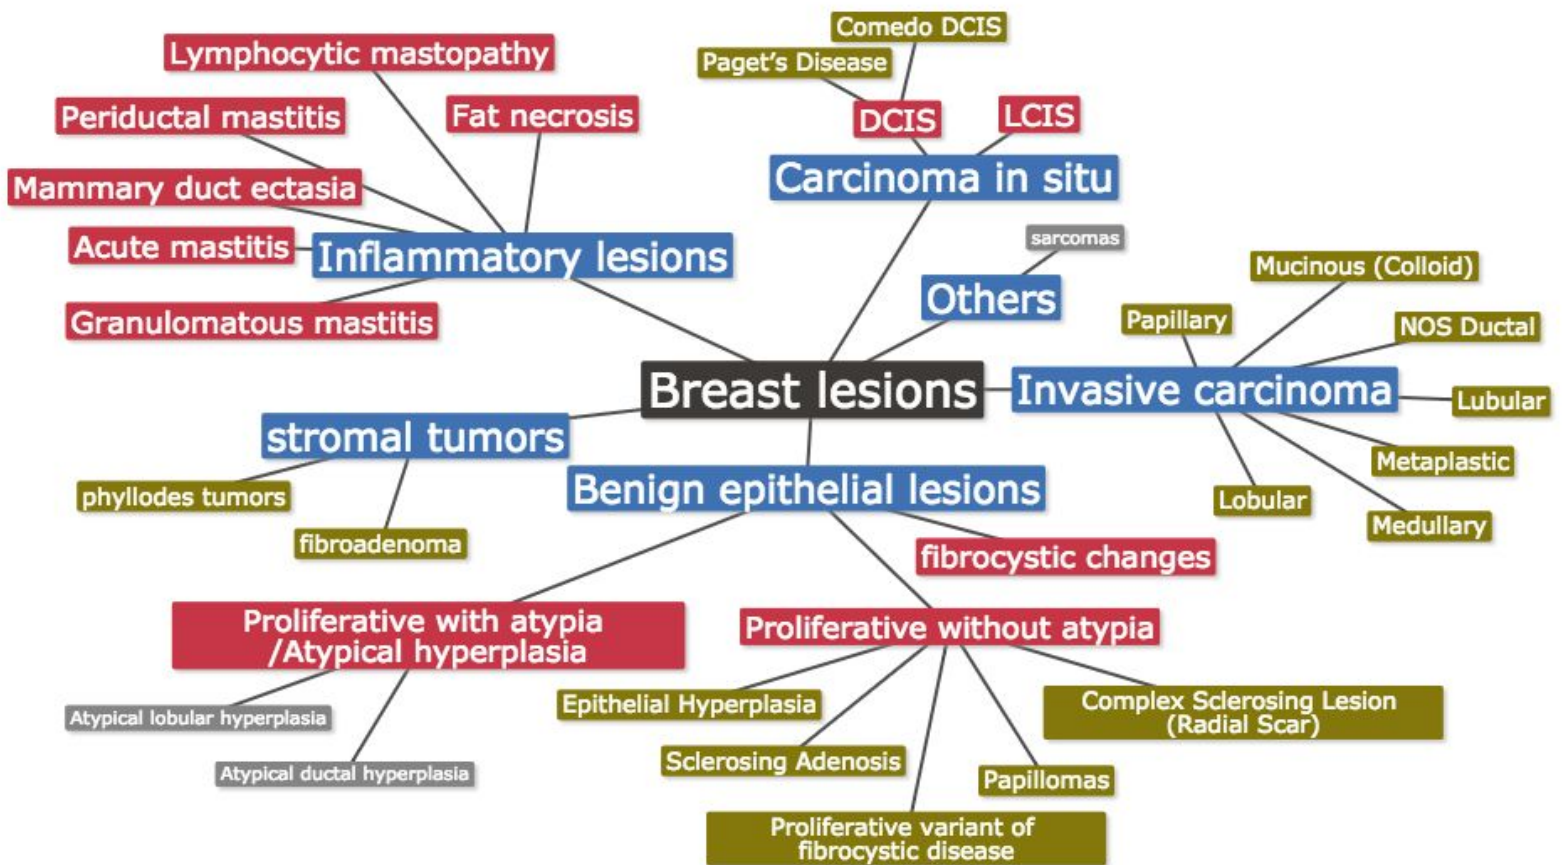 Comedo DCIS
Paget's Disease
Lymphocytic mastopathy
Periductal mastitis
Fat necrosis
DCIS
LCIS
Mammary duct ectasia
Carcinoma in situ
Acute mastitis
Inflammatory lesions
sarcomas
Granulomatous mastitis
Others
Mucinous (Colloid)
Papillary
NOS Ductal
Breast lesions
Invasive carcinoma
Lubular
stromal tumors
Metaplastic
phyllodes tumors
Benign epithelial lesions
Lobular
Medullary
fibroadenoma
fibrocystic changes
Proliferative with atypia
/Atypical hyperplasia
Proliferative without atypia
Atypical lobular hyperplasia
Epithelial Hyperplasia
Complex Sclerosing Lesion
(Radial Scar)
Atypical ductal hyperplasia
Sclerosing Adenosis
Papillomas
Proliferative variant of
fibrocystic disease